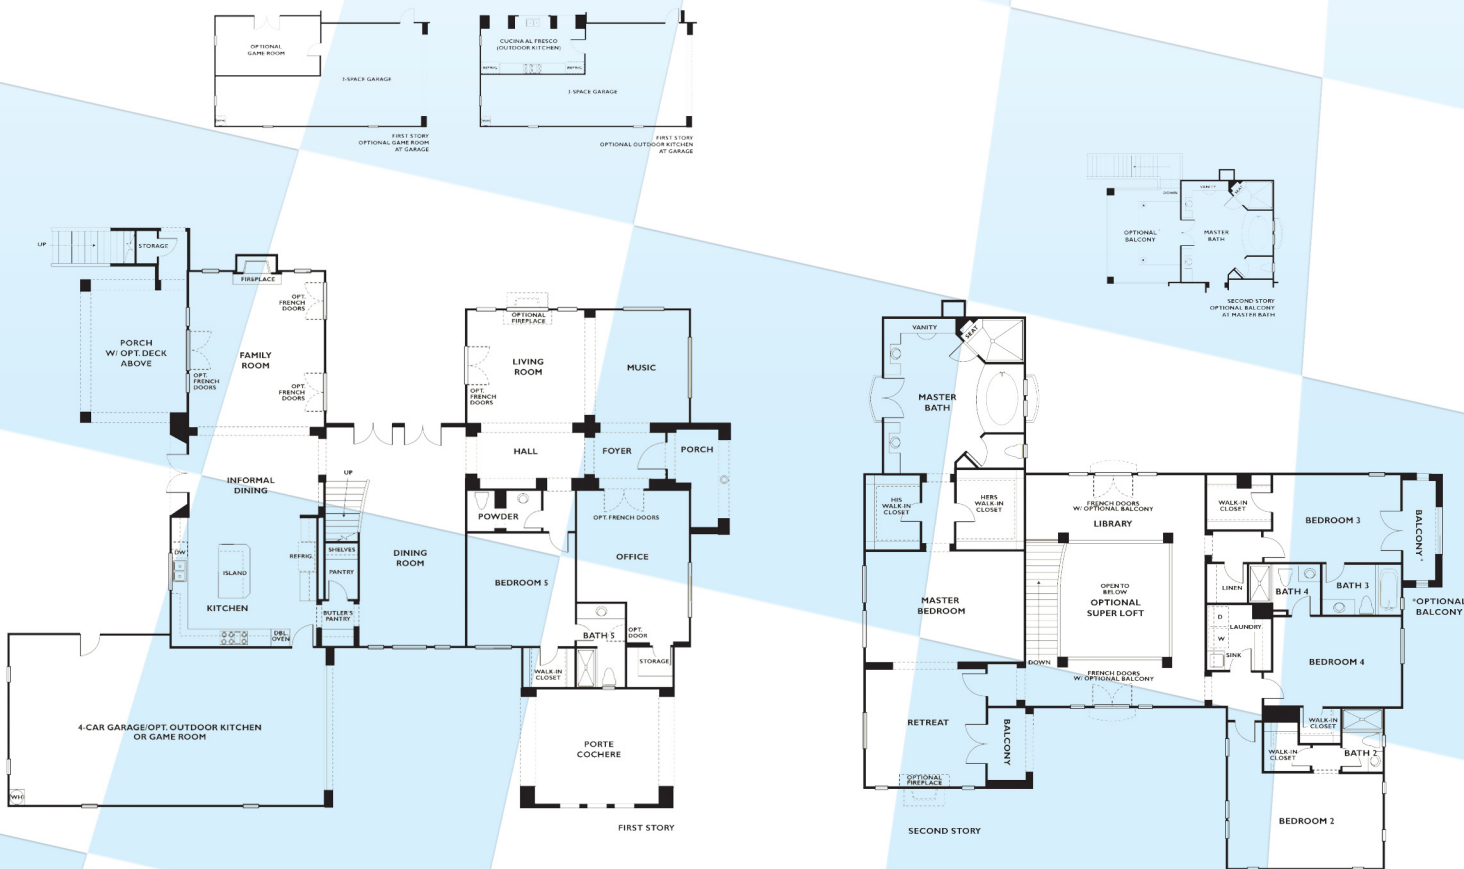 OPTIONAL
GAME ROOM
3-SPACE GARAGE
FIRST STORY
OPTIONAL GAME ROOM
AT GARAGE
CUCINA AL FRESCO
(OUTDOOR KITCHEN)
3-SPACE GARAGE
FIRST STORY
OPTIONAL OUTDOOR KITCHEN
AT GARAGE
VANITY
SEAT
DOWN
OPTIONAL
BALCONY
MASTER
BATH
SECOND STORY
OPTIONAL BALCONY
AT MASTER BATH
UP
STORAGE
FIREPLACE
OPT.
FRENCH
DOORS
PORCH
W/ OPT. DECK
ABOVE
FAMILY
ROOM
OPT.
FRENCH
DOORS
OPT.
FRENCH
DOORS
OPTIONAL
FIREPLACE
LIVING
ROOM
MUSIC
OPT.
FRENCH
DOORS
HALL
FOYER
PORCH
INFORMAL
DINING
UP
POWDER
OPT. FRENCH DOORS
DW
REFRIG.
SHELVES
PANTRY
ISLAND
KITCHEN
BUTLER'S
PANTRY
DBL.
OVEN
DINING
ROOM
BEDROOM 5
OFFICE
BATH 5
OPT.
DOOR
WALK-IN
CLOSET
STORAGE
4-CAR GARAGE/OPT. OUTDOOR KITCHEN
OR GAME ROOM
WH
PORTE
COCHERE
FIRST STORY
VANITY
SEAT
MASTER
BATH
HIS
WALK-IN
CLOSET
HERS
WALK-IN
CLOSET
FRENCH DOORS
W/ OPTIONAL BALCONY
LIBRARY
WALK-IN
CLOSET
BEDROOM 3
BALCONY*
OPEN TO
BELOW
OPTIONAL
SUPER LOFT
LINEN
BATH 4
BATH 3
*OPTIONAL
BALCONY
MASTER
BEDROOM
D
W
LAUNDRY
SINK
DOWN
FRENCH DOORS
W/ OPTIONAL BALCONY
BEDROOM 4
RETREAT
BALCONY
OPTIONAL
FIREPLACE
WALK-IN
CLOSET
WALK-IN
CLOSET
BATH 2
BEDROOM 2
SECOND STORY